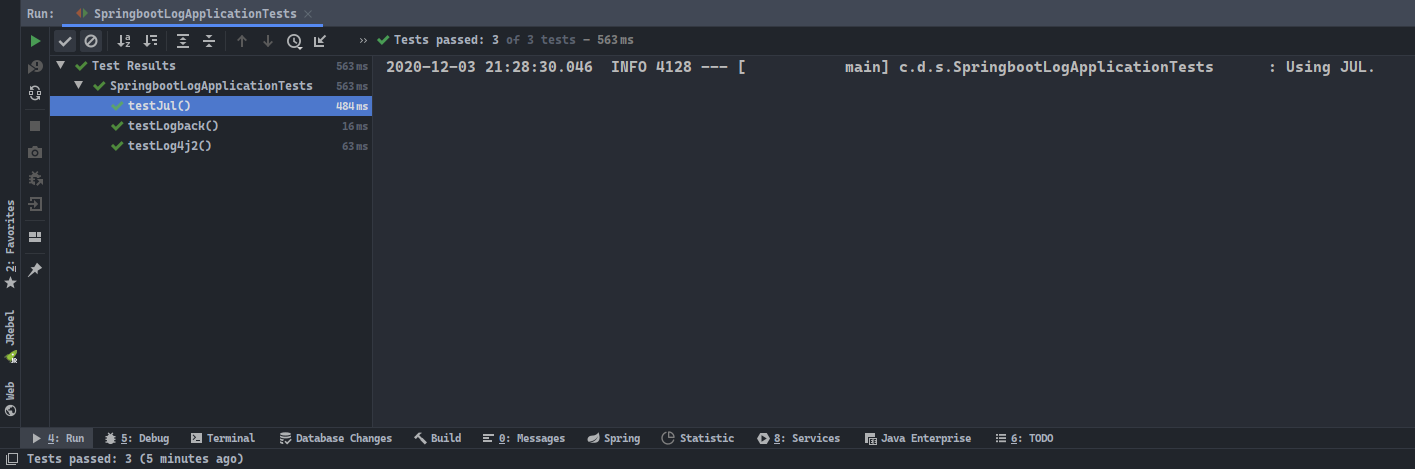 Run: SpringbootLogApplicationTests
» Tests passed: 3 of 3 tests – 563 ms
Test Results 563 ms
SpringbootLogApplicationTests 563 ms
testJul() 484 ms
testLogback() 16 ms
testLog4j2() 63 ms
2020-12-03 21:28:30.046  INFO 4128 --- [           main] c.d.s.SpringbootLogApplicationTests      : Using JUL.
2: Favorites
JRebel
Web
4: Run 5: Debug Terminal Database Changes Build 0: Messages Spring Statistic 8: Services Java Enterprise 6: TODO
Tests passed: 3 (5 minutes ago)